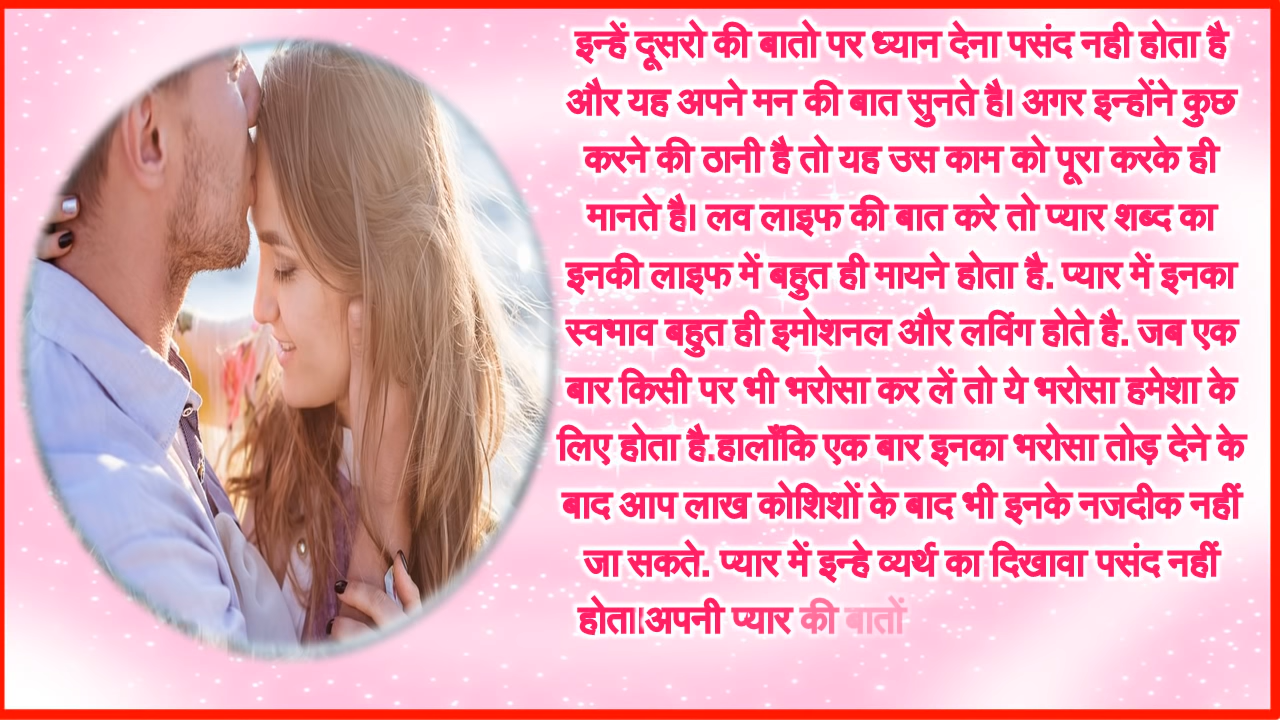 इन्हें दूसरो की बातो पर ध्यान देना पसंद नही होता है
और यह अपने मन की बात सुनते है। अगर इन्होंने कुछ
करने की ठानी है तो यह उस काम को पूरा करके ही
मानते है। लव लाइफ की बात करे तो प्यार शब्द का
इनकी लाइफ में बहुत ही मायने होता है. प्यार में इनका
स्वभाव बहुत ही इमोशनल और लविंग होते है. जब एक
बार किसी पर भी भरोसा कर लें तो ये भरोसा हमेशा के
लिए होता है.हालाँकि एक बार इनका भरोसा तोड़ देने के
बाद आप लाख कोशिशों के बाद भी इनके नजदीक नहीं
जा सकते. प्यार में इन्हे व्यर्थ का दिखावा पसंद नहीं
होता।अपनी प्यार की बातों